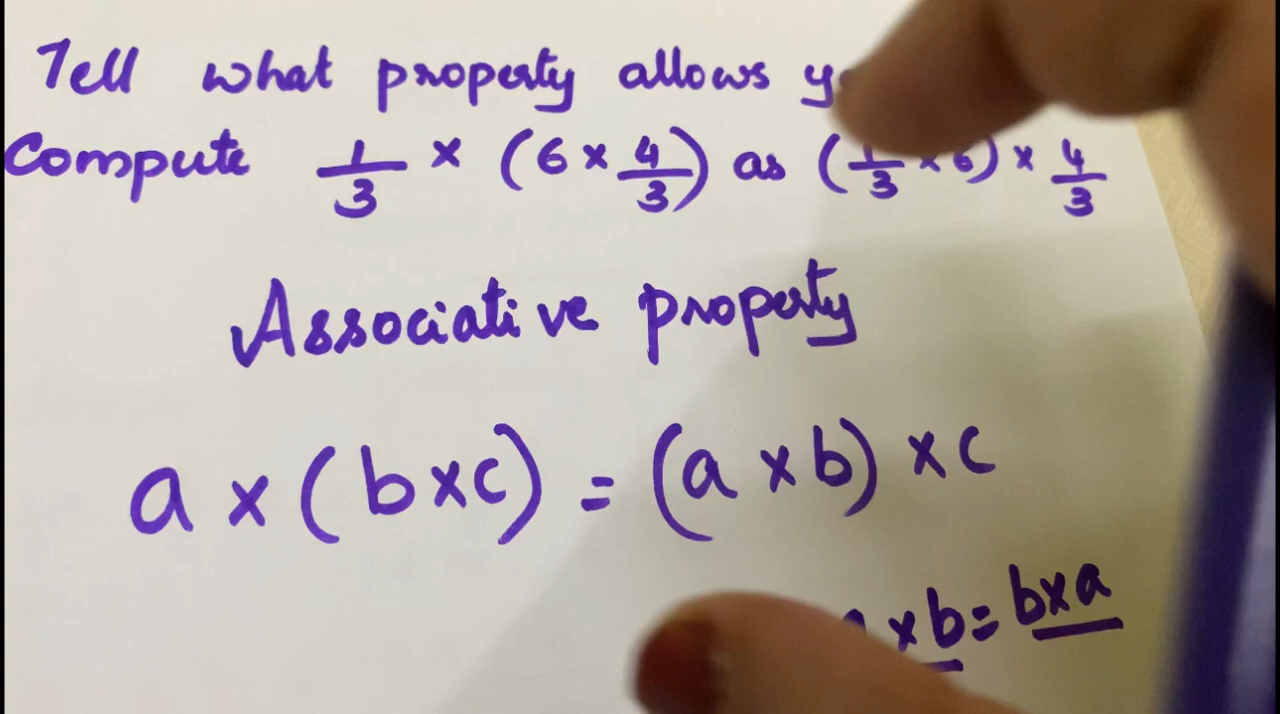 Tell what property allows
Compute 1/3 × (6 × 4/3) as (1/3 × 6) × 4/3
Associative property
a × (b × c) = (a × b) × c
× b = b × a